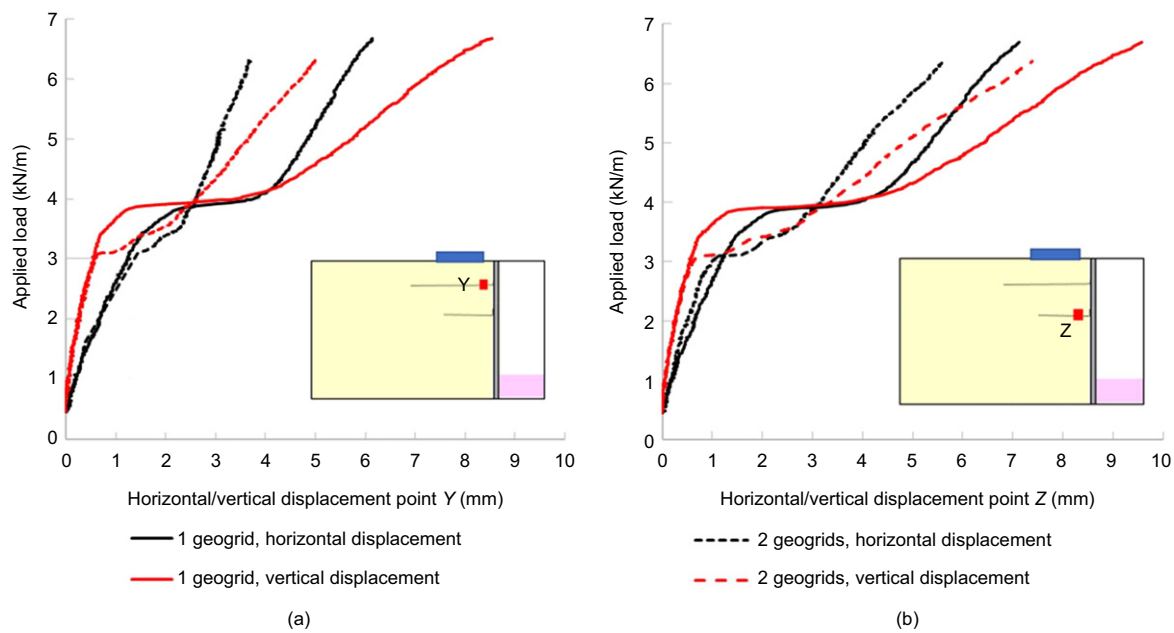 7
6
5
4
3
2
1
0
Applied load (kN/m)
Y
0 1 2 3 4 5 6 7 8 9 10
Horizontal/vertical displacement point Y (mm)
1 geogrid, horizontal displacement
1 geogrid, vertical displacement
(a)
7
6
5
4
3
2
1
0
Applied load (kN/m)
Z
0 1 2 3 4 5 6 7 8 9 10
Horizontal/vertical displacement point Z (mm)
2 geogrids, horizontal displacement
2 geogrids, vertical displacement
(b)